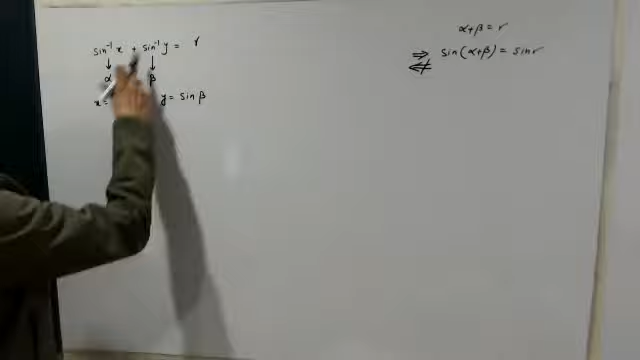 sin⁻¹ x + sin⁻¹ y = r
↓ ↓
α β
x = y = sin β
α+β = r
⇒ sin(α+β) = sin r
⇍